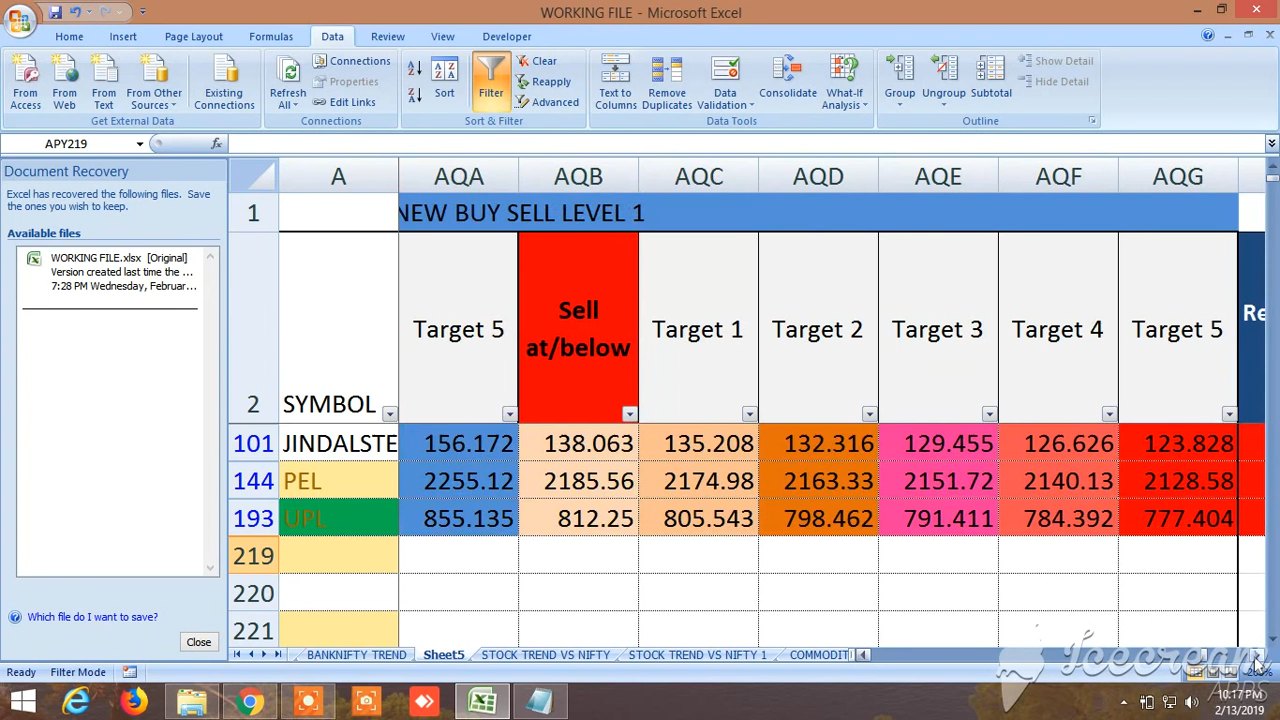 WORKING FILE - Microsoft Excel
Home Insert Page Layout Formulas Data Review View Developer
From Access
From Web
From Text
From Other Sources
Existing Connections
Get External Data
Refresh All
Connections
Properties
Edit Links
Connections
Sort
Filter
Clear
Reapply
Advanced
Sort & Filter
Text to Columns
Remove Duplicates
Data Validation
Consolidate
What-If Analysis
Data Tools
Group
Ungroup
Subtotal
Show Detail
Hide Detail
Outline
APY219
fx
Document Recovery
Excel has recovered the following files. Save
the ones you wish to keep.
Available files
WORKING FILE.xlsx [Original]
Version created last time the ...
7:28 PM Wednesday, Februar...
Which file do I want to save?
Close
A AQA AQB AQC AQD AQE AQF AQG
1 NEW BUY SELL LEVEL 1
2 SYMBOL Target 5 Sell at/below Target 1 Target 2 Target 3 Target 4 Target 5 Re
101 JINDALSTE 156.172 138.063 135.208 132.316 129.455 126.626 123.828
144 PEL 2255.12 2185.56 2174.98 2163.33 2151.72 2140.13 2128.58
193 UPL 855.135 812.25 805.543 798.462 791.411 784.392 777.404
219
220
221
BANKNIFTY TREND Sheet5 STOCK TREND VS NIFTY STOCK TREND VS NIFTY 1 COMMODIT
Ready Filter Mode
Icecream
APPS
10:17 PM
2/13/2019